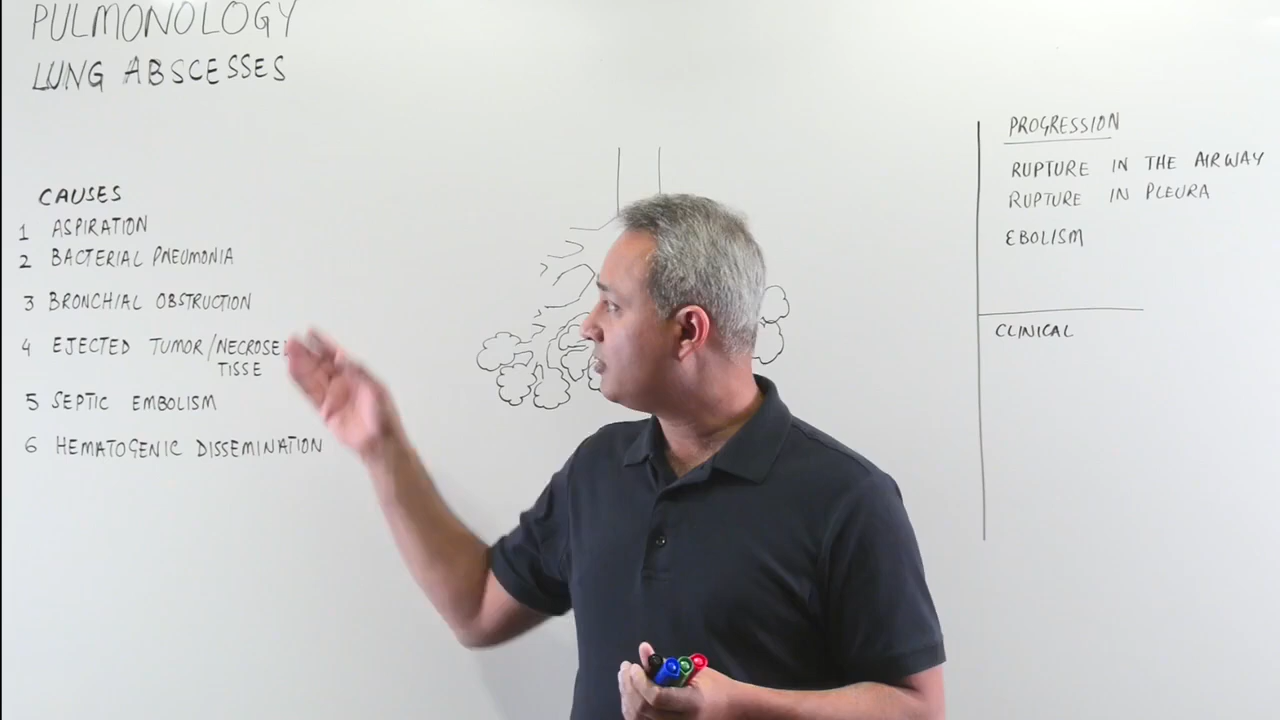 PULMONOLOGY
LUNG ABSCESSES
CAUSES
1 ASPIRATION
2 BACTERIAL PNEUMONIA
3 BRONCHIAL OBSTRUCTION
4 EJECTED TUMOR/NECROSED
TISSE
5 SEPTIC EMBOLISM
6 HEMATOGENIC DISSEMINATION
PROGRESSION
RUPTURE IN THE AIRWAY
RUPTURE IN PLEURA
EBOLISM
CLINICAL